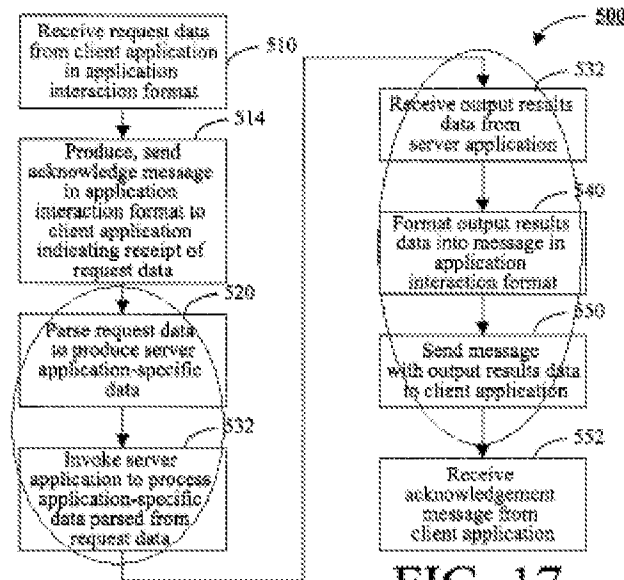 500
Receive request data
from client application
in application
interaction format
510
Produce, send
acknowledge message
in application
interaction format to
client application
indicating receipt of
request data
514
Parse request data
to produce server
application-specific
data
520
Invoke server
application to process
application-specific
data parsed from
request data
532
Receive output results
data from
server application
532
Format output results
data into message in
application
interaction format
540
Send message
with output results data
to client application
550
Receive
acknowledgement
message from
client application
552
FIG. 17